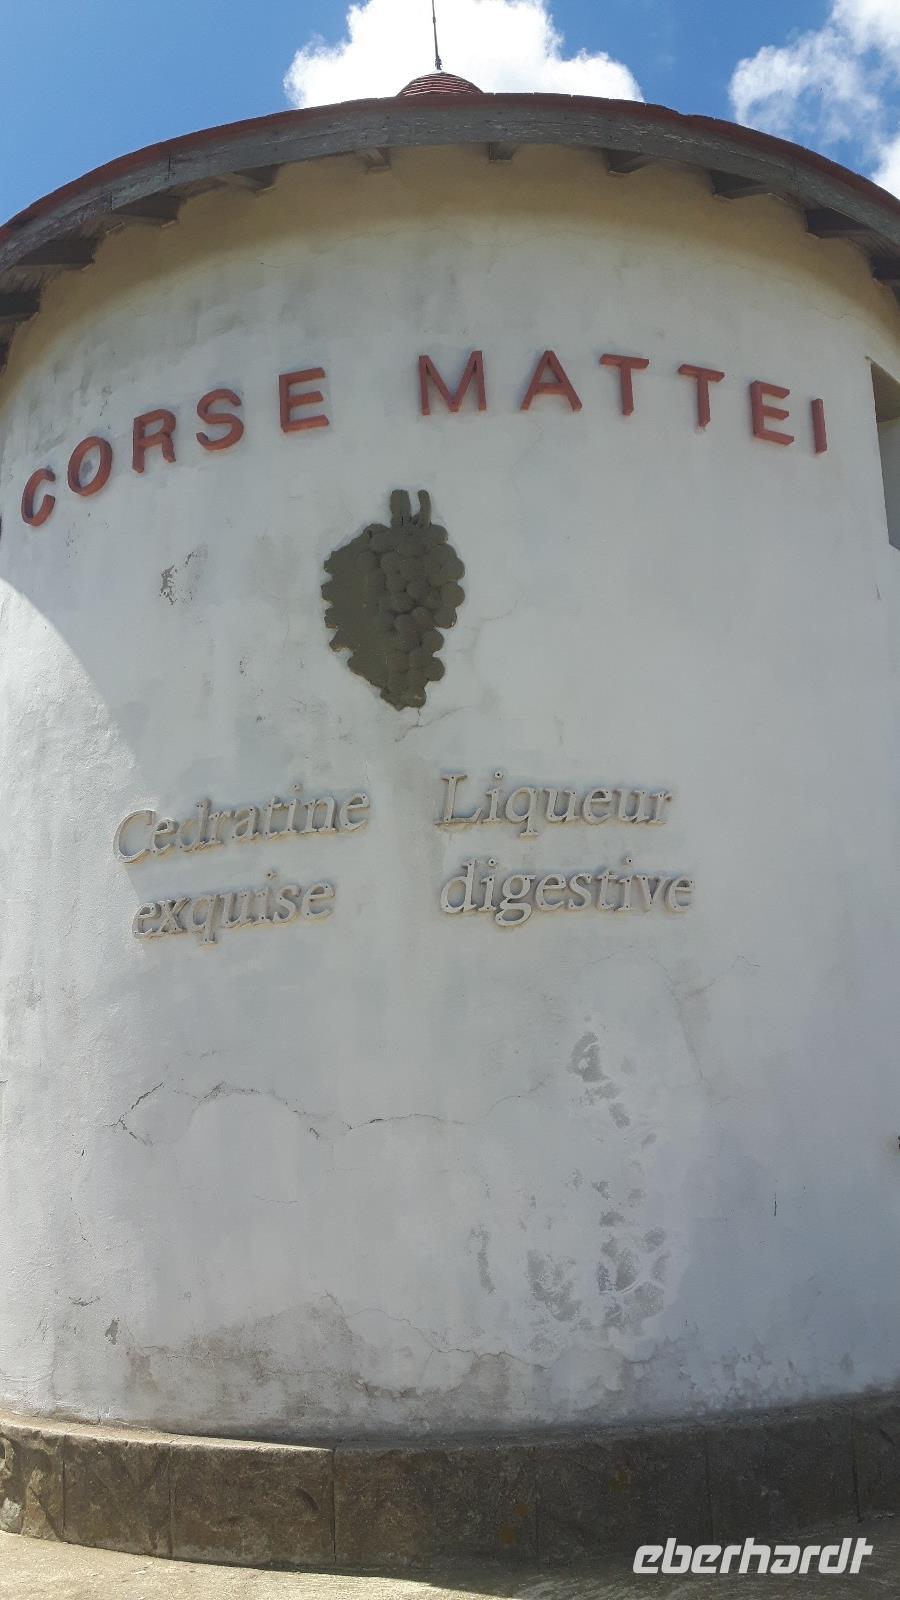 CORSE MATTEI
Cedratine Liqueur
exquise digestive
eberhardt